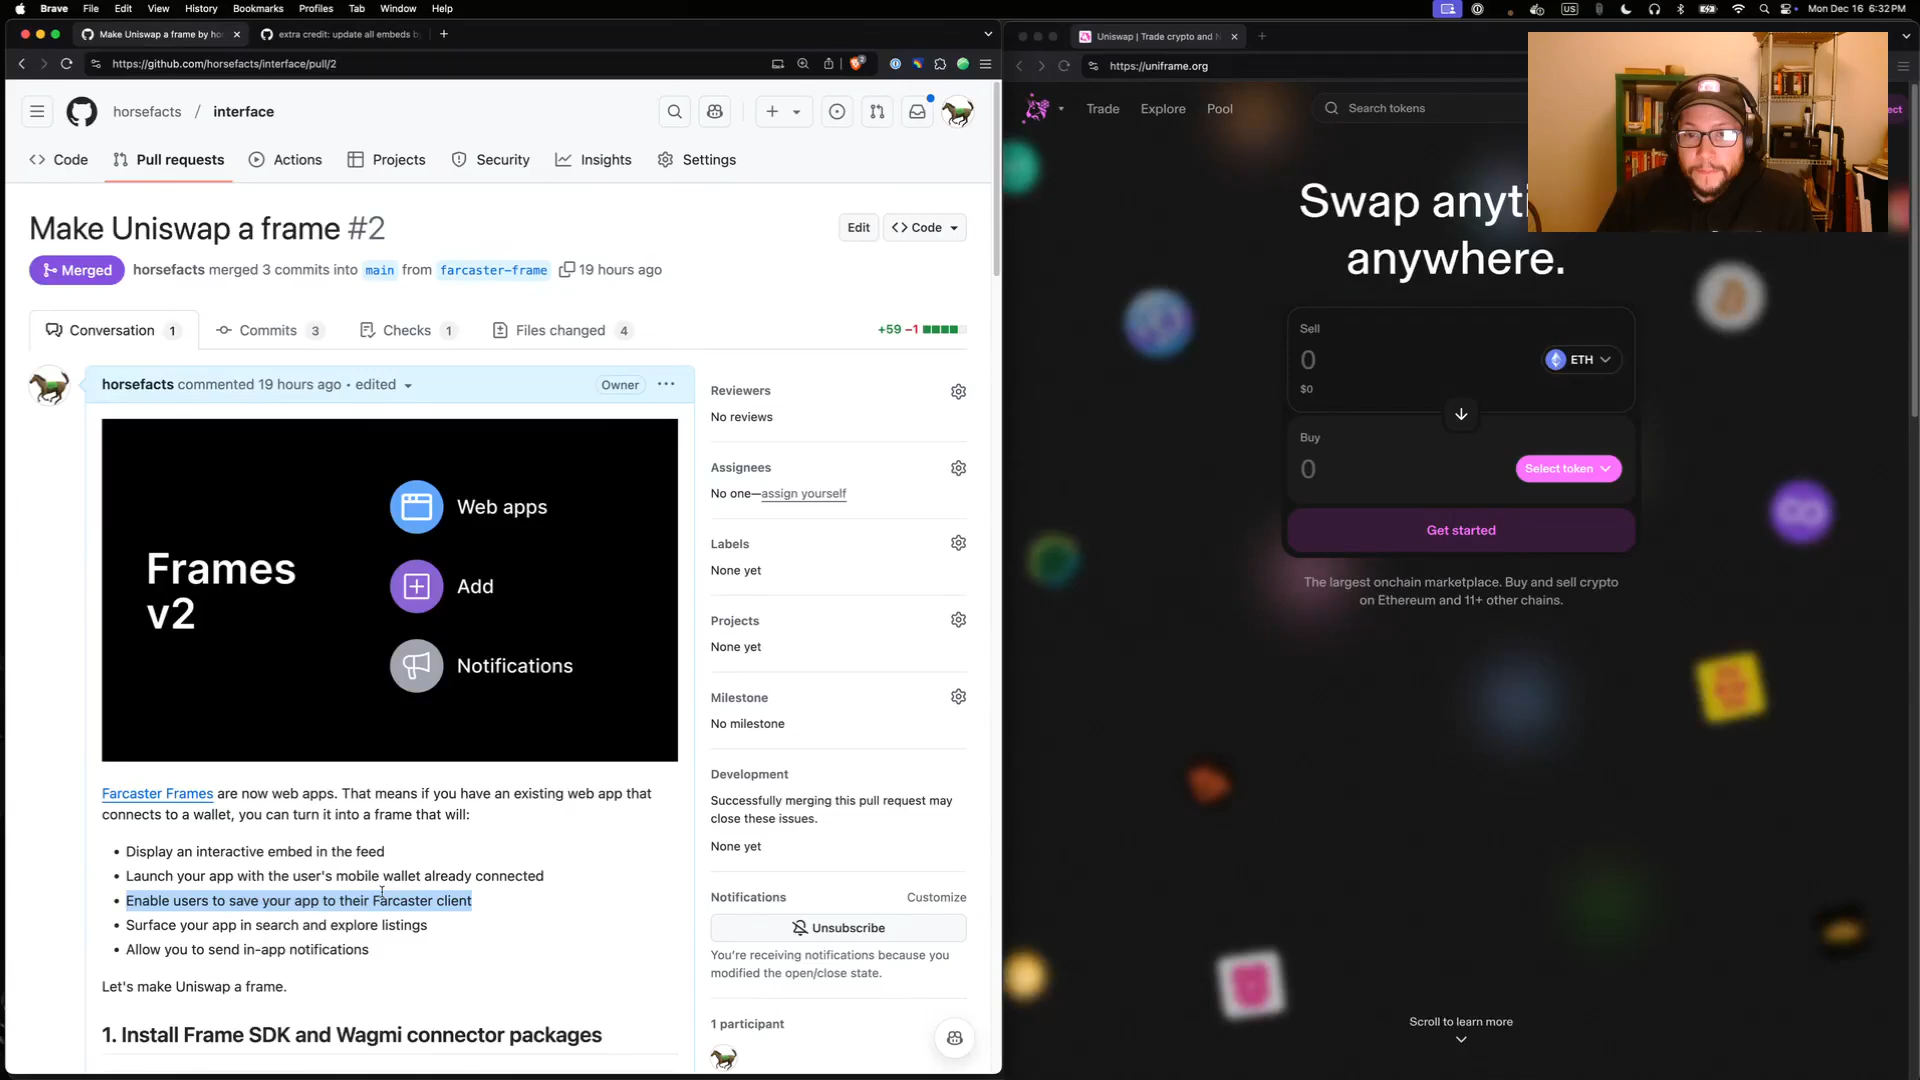 Brave File Edit View History Bookmarks Profiles Tab Window Help
US Mon Dec 16 6:32 PM
Make Uniswap a frame by ho
extra credit: update all embeds b
https://github.com/horsefacts/interface/pull/2
horsefacts / interface
Code Pull requests Actions Projects Security Insights Settings
Make Uniswap a frame #2
Edit
<> Code
Merged
horsefacts merged 3 commits into main from farcaster-frame 19 hours ago
Conversation 1
Commits 3
Checks 1
Files changed 4
+59 −1
horsefacts commented 19 hours ago • edited
Owner
Frames
v2
Web apps
Add
Notifications
Farcaster Frames are now web apps. That means if you have an existing web app that
connects to a wallet, you can turn it into a frame that will:
• Display an interactive embed in the feed
• Launch your app with the user's mobile wallet already connected
• Enable users to save your app to their Farcaster client
• Surface your app in search and explore listings
• Allow you to send in-app notifications
Let's make Uniswap a frame.
1. Install Frame SDK and Wagmi connector packages
Reviewers
No reviews
Assignees
No one—assign yourself
Labels
None yet
Projects
None yet
Milestone
No milestone
Development
Successfully merging this pull request may
close these issues.
None yet
Notifications
Customize
Unsubscribe
You're receiving notifications because you
modified the open/close state.
1 participant
Uniswap | Trade crypto and N
https://uniframe.org
Trade Explore Pool
Search tokens
ect
Swap anyti
anywhere.
Sell
0
ETH
$0
Buy
0
Select token
Get started
The largest onchain marketplace. Buy and sell crypto
on Ethereum and 11+ other chains.
Scroll to learn more